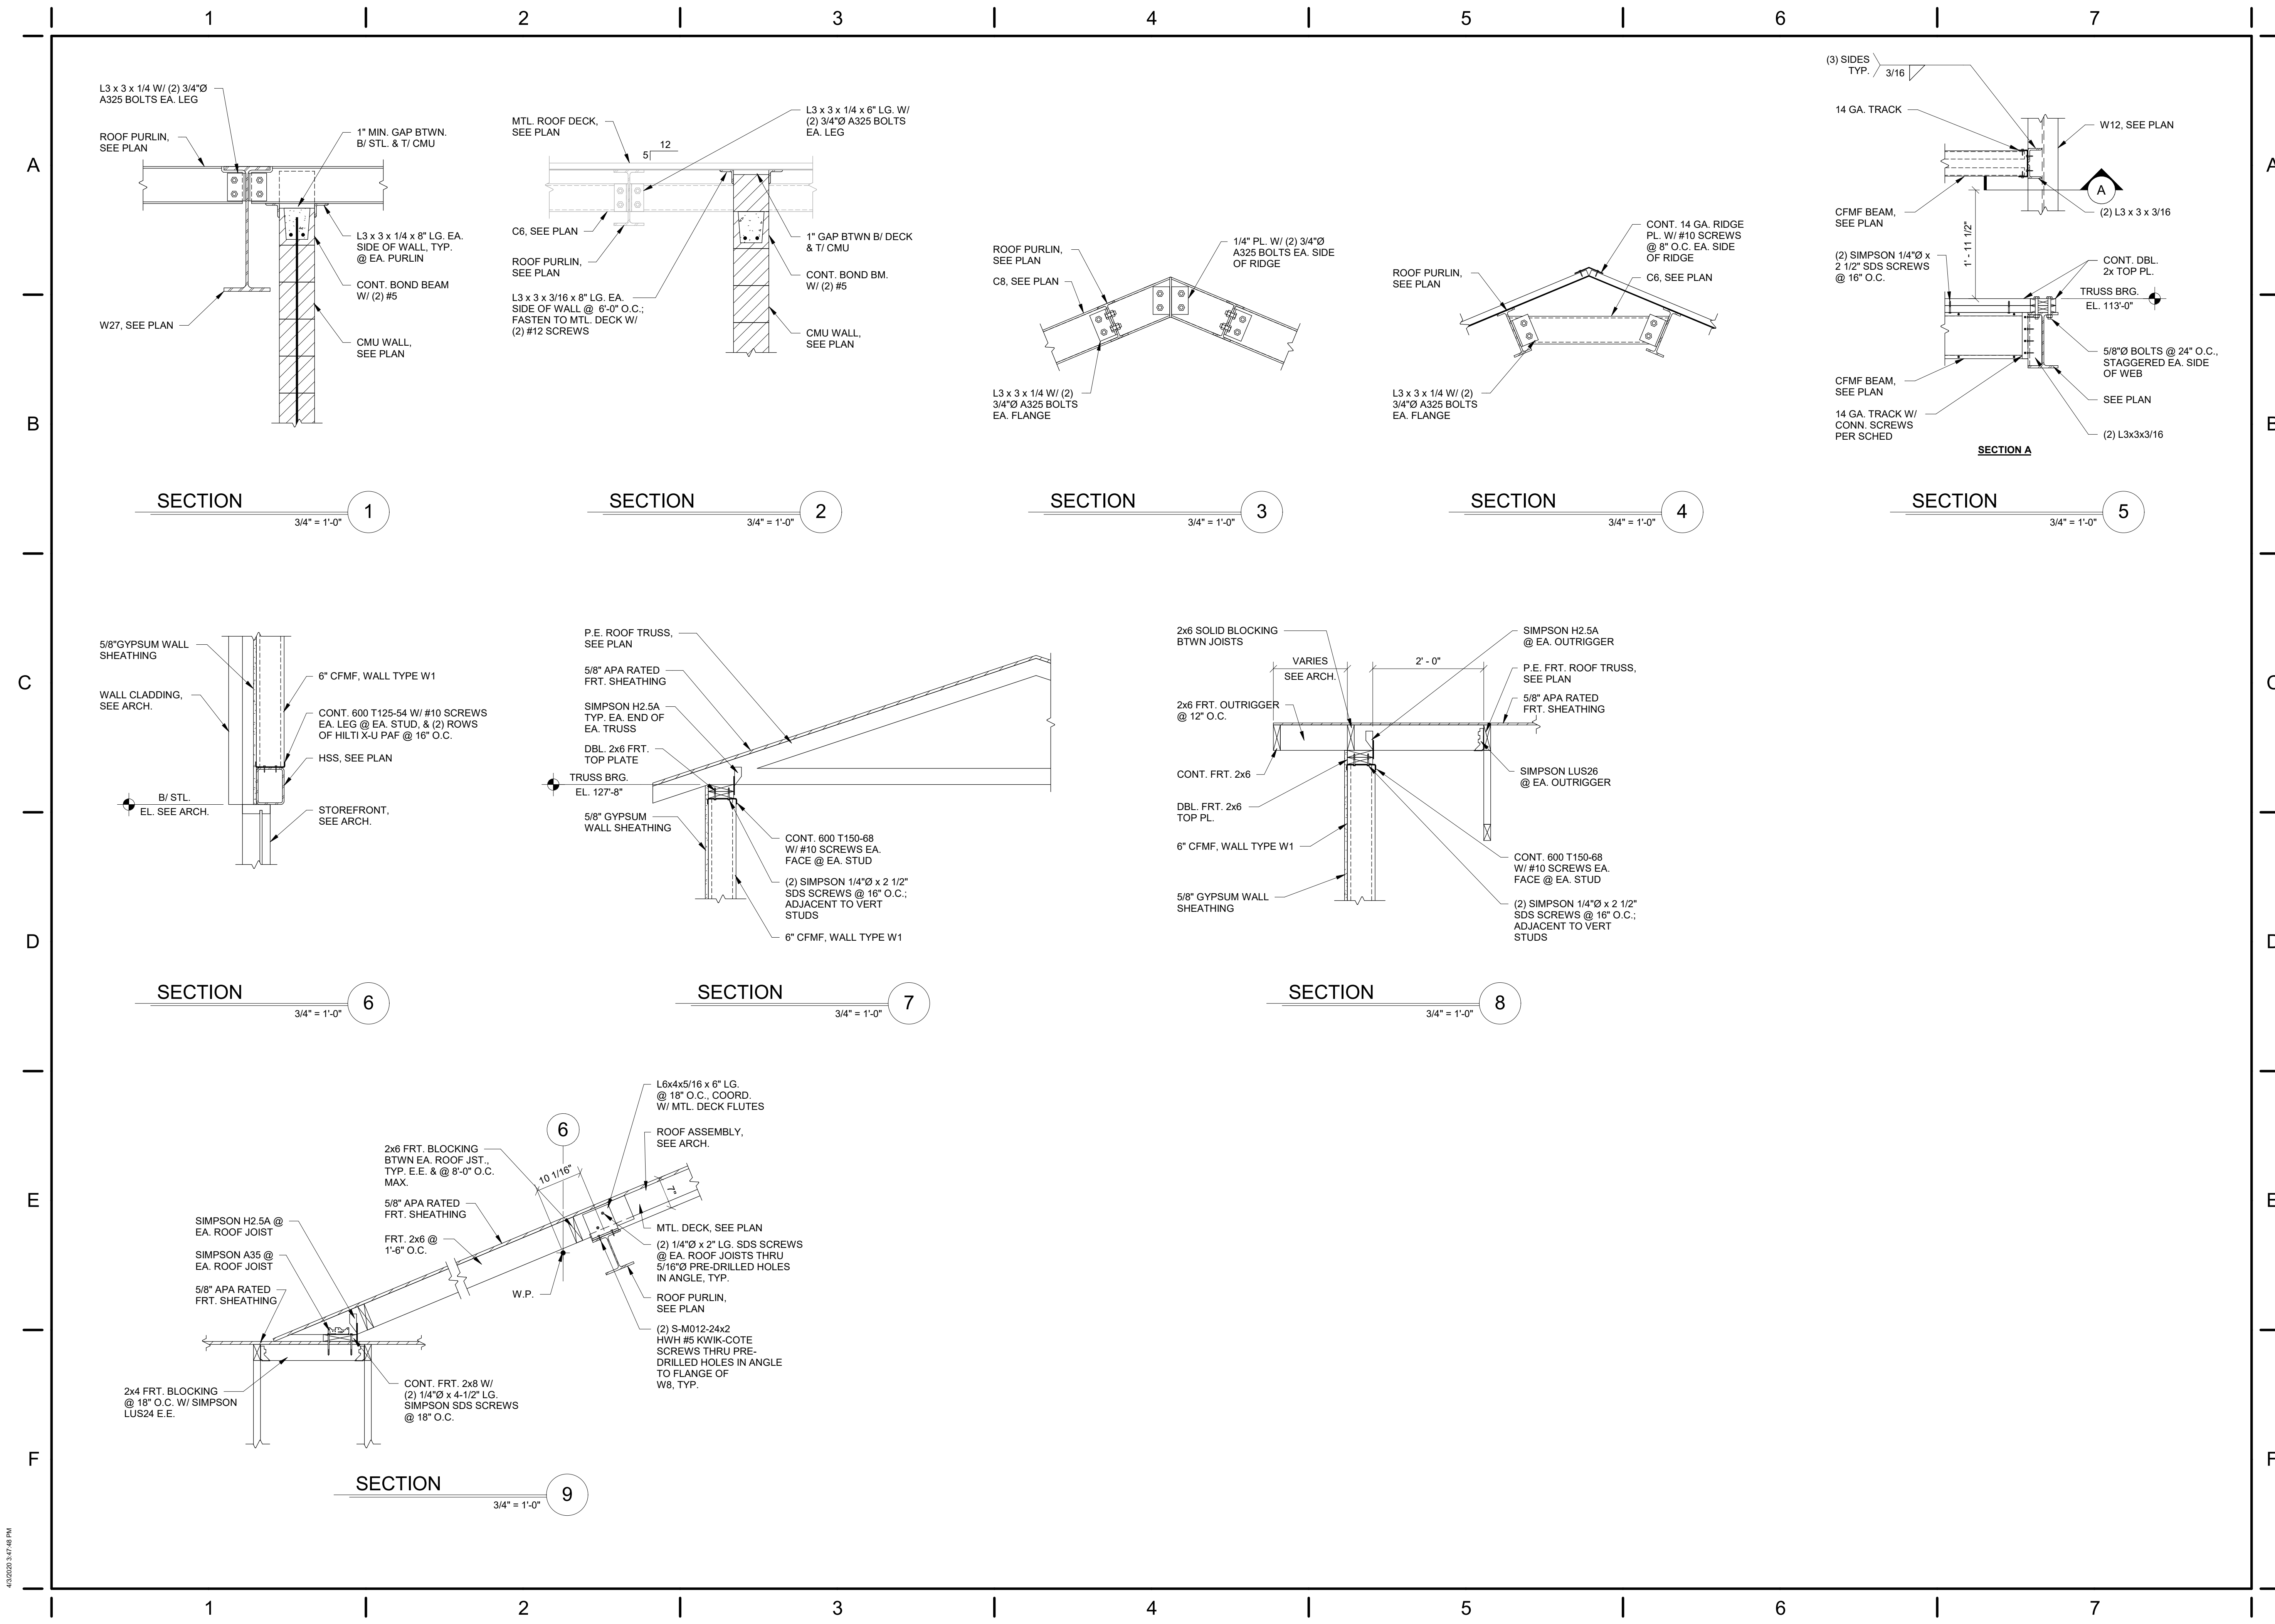 1 2 3 4 5 6 7
A
B
C
D
E
F
L3 x 3 x 1/4 W/ (2) 3/4"Ø
A325 BOLTS EA. LEG
ROOF PURLIN,
SEE PLAN
1" MIN. GAP BTWN.
B/ STL. & T/ CMU
L3 x 3 x 1/4 x 8" LG. EA.
SIDE OF WALL, TYP.
@ EA. PURLIN
CONT. BOND BEAM
W/ (2) #5
W27, SEE PLAN
CMU WALL,
SEE PLAN
SECTION
3/4" = 1'-0"
1
MTL. ROOF DECK,
SEE PLAN
12
5
L3 x 3 x 1/4 x 6" LG. W/
(2) 3/4"Ø A325 BOLTS
EA. LEG
C6, SEE PLAN
ROOF PURLIN,
SEE PLAN
L3 x 3 x 3/16 x 8" LG. EA.
SIDE OF WALL @ 6'-0" O.C.;
FASTEN TO MTL. DECK W/
(2) #12 SCREWS
1" GAP BTWN B/ DECK
& T/ CMU
CONT. BOND BM.
W/ (2) #5
CMU WALL,
SEE PLAN
SECTION
3/4" = 1'-0"
2
ROOF PURLIN,
SEE PLAN
C8, SEE PLAN
1/4" PL. W/ (2) 3/4"Ø
A325 BOLTS EA. SIDE
OF RIDGE
L3 x 3 x 1/4 W/ (2)
3/4"Ø A325 BOLTS
EA. FLANGE
SECTION
3/4" = 1'-0"
3
ROOF PURLIN,
SEE PLAN
CONT. 14 GA. RIDGE
PL. W/ #10 SCREWS
@ 8" O.C. EA. SIDE
OF RIDGE
C6, SEE PLAN
L3 x 3 x 1/4 W/ (2)
3/4"Ø A325 BOLTS
EA. FLANGE
SECTION
3/4" = 1'-0"
4
(3) SIDES
TYP.
3/16
14 GA. TRACK
W12, SEE PLAN
A
CFMF BEAM,
SEE PLAN
(2) L3 x 3 x 3/16
1' - 11 1/2"
(2) SIMPSON 1/4"Ø x
2 1/2" SDS SCREWS
@ 16" O.C.
CONT. DBL.
2x TOP PL.
TRUSS BRG.
EL. 113'-0"
5/8"Ø BOLTS @ 24" O.C.,
STAGGERED EA. SIDE
OF WEB
CFMF BEAM,
SEE PLAN
SEE PLAN
14 GA. TRACK W/
CONN. SCREWS
PER SCHED
(2) L3x3x3/16
SECTION A
SECTION
3/4" = 1'-0"
5
5/8"GYPSUM WALL
SHEATHING
WALL CLADDING,
SEE ARCH.
6" CFMF, WALL TYPE W1
CONT. 600 T125-54 W/ #10 SCREWS
EA. LEG @ EA. STUD, & (2) ROWS
OF HILTI X-U PAF @ 16" O.C.
HSS, SEE PLAN
B/ STL.
EL. SEE ARCH.
STOREFRONT,
SEE ARCH.
SECTION
3/4" = 1'-0"
6
P.E. ROOF TRUSS,
SEE PLAN
5/8" APA RATED
FRT. SHEATHING
SIMPSON H2.5A
TYP. EA. END OF
EA. TRUSS
DBL. 2x6 FRT.
TOP PLATE
TRUSS BRG.
EL. 127'-8"
5/8" GYPSUM
WALL SHEATHING
CONT. 600 T150-68
W/ #10 SCREWS EA.
FACE @ EA. STUD
(2) SIMPSON 1/4"Ø x 2 1/2"
SDS SCREWS @ 16" O.C.;
ADJACENT TO VERT
STUDS
6" CFMF, WALL TYPE W1
SECTION
3/4" = 1'-0"
7
2x6 SOLID BLOCKING
BTWN JOISTS
VARIES
SEE ARCH.
2' - 0"
SIMPSON H2.5A
@ EA. OUTRIGGER
P.E. FRT. ROOF TRUSS,
SEE PLAN
5/8" APA RATED
FRT. SHEATHING
2x6 FRT. OUTRIGGER
@ 12" O.C.
CONT. FRT. 2x6
SIMPSON LUS26
@ EA. OUTRIGGER
DBL. FRT. 2x6
TOP PL.
6" CFMF, WALL TYPE W1
CONT. 600 T150-68
W/ #10 SCREWS EA.
FACE @ EA. STUD
5/8" GYPSUM WALL
SHEATHING
(2) SIMPSON 1/4"Ø x 2 1/2"
SDS SCREWS @ 16" O.C.;
ADJACENT TO VERT
STUDS
SECTION
3/4" = 1'-0"
8
L6x4x5/16 x 6" LG.
@ 18" O.C., COORD.
W/ MTL. DECK FLUTES
6
ROOF ASSEMBLY,
SEE ARCH.
2x6 FRT. BLOCKING
BTWN EA. ROOF JST.,
TYP. E.E. & @ 8'-0" O.C.
MAX.
10 1/16"
7"
5/8" APA RATED
FRT. SHEATHING
SIMPSON H2.5A @
EA. ROOF JOIST
MTL. DECK, SEE PLAN
FRT. 2x6 @
1'-6" O.C.
(2) 1/4"Ø x 2" LG. SDS SCREWS
@ EA. ROOF JOISTS THRU
5/16"Ø PRE-DRILLED HOLES
IN ANGLE, TYP.
SIMPSON A35 @
EA. ROOF JOIST
5/8" APA RATED
FRT. SHEATHING
W.P.
ROOF PURLIN,
SEE PLAN
(2) S-M012-24x2
HWH #5 KWIK-COTE
SCREWS THRU PRE-
DRILLED HOLES IN ANGLE
TO FLANGE OF
W8, TYP.
2x4 FRT. BLOCKING
@ 18" O.C. W/ SIMPSON
LUS24 E.E.
CONT. FRT. 2x8 W/
(2) 1/4"Ø x 4-1/2" LG.
SIMPSON SDS SCREWS
@ 18" O.C.
SECTION
3/4" = 1'-0"
9
4/3/2020 3:47:48 PM
1 2 3 4 5 6 7
A
B
C
D
E
F